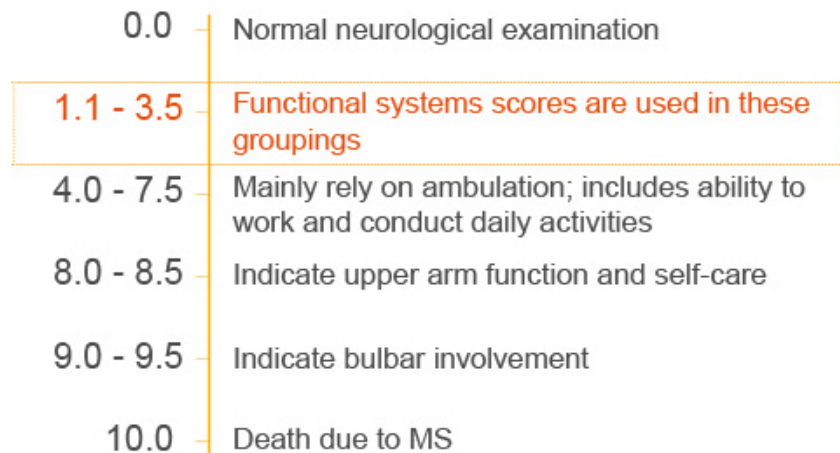 0.0 Normal neurological examination
1.1 - 3.5 Functional systems scores are used in these
groupings
4.0 - 7.5 Mainly rely on ambulation; includes ability to
work and conduct daily activities
8.0 - 8.5 Indicate upper arm function and self-care
9.0 - 9.5 Indicate bulbar involvement
10.0 Death due to MS